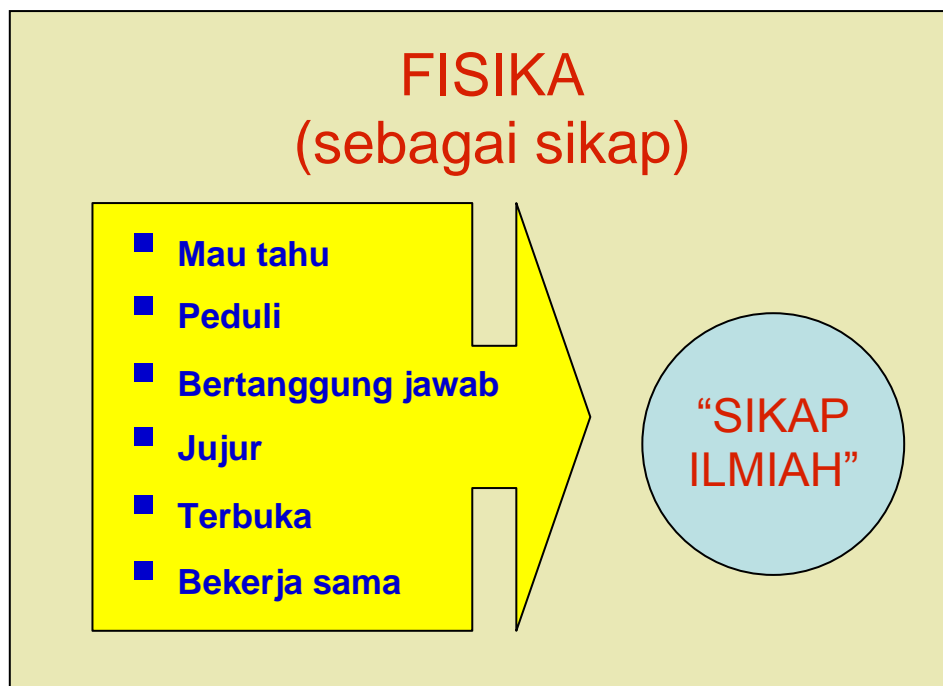 FISIKA
(sebagai sikap)
Mau tahu
Peduli
Bertanggung jawab
Jujur
Terbuka
Bekerja sama
“SIKAP
ILMIAH”